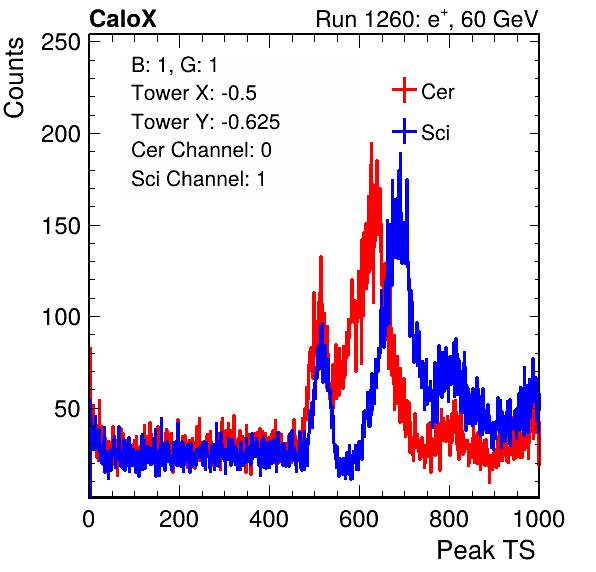 CaloX Run 1260: e⁺, 60 GeV
Counts
B: 1, G: 1
Tower X: -0.5
Tower Y: -0.625
Cer Channel: 0
Sci Channel: 1
Cer
Sci
250
200
150
100
50
0 200 400 600 800 1000
Peak TS